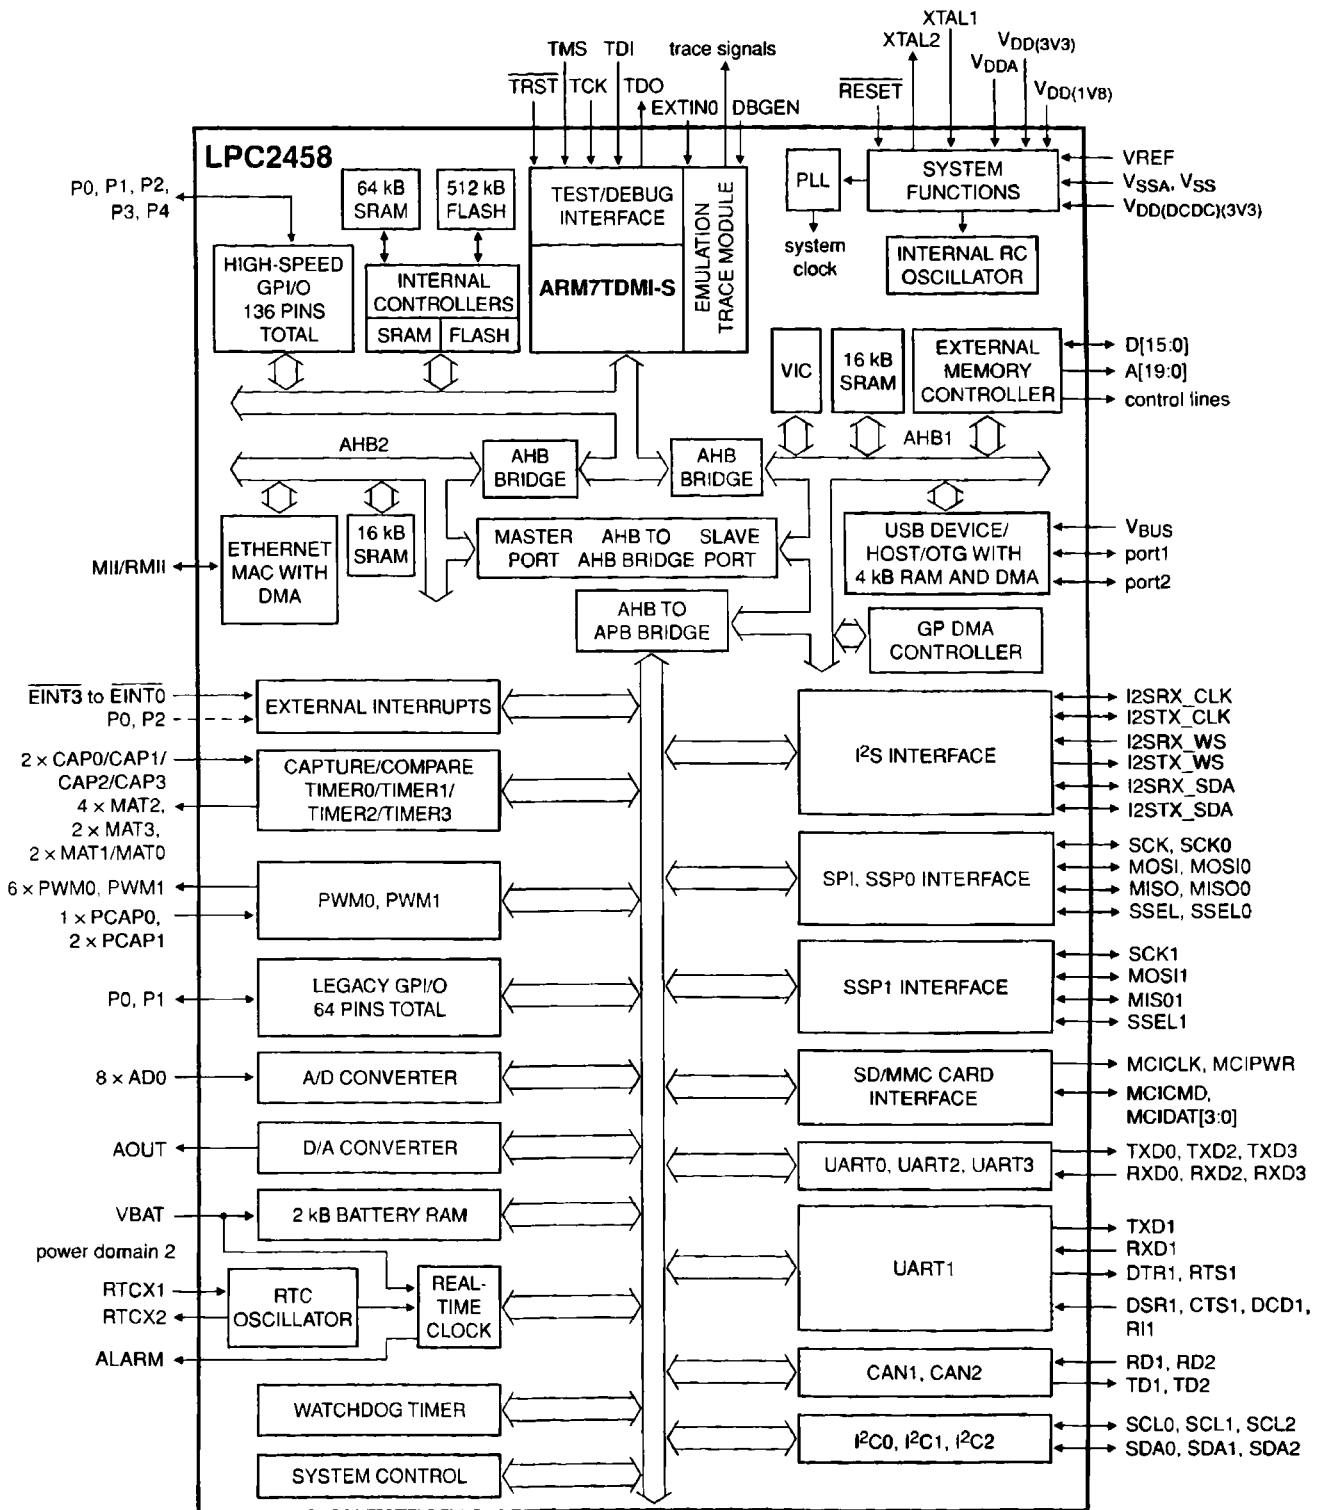 XTAL1
XTAL2
VDD(3V3)
TMS
TDI
trace signals
VDDA
TRST
TCK
TDO
RESET
VDD(1V8)
EXTIN0
DBGEN
LPC2458
P0, P1, P2,
P3, P4
64 kB
SRAM
512 kB
FLASH
TEST/DEBUG
INTERFACE
EMULATION
TRACE MODULE
PLL
SYSTEM
FUNCTIONS
VREF
VSSA, VSS
VDD(DCDC)(3V3)
system
clock
HIGH-SPEED
GPI/O
136 PINS
TOTAL
INTERNAL
CONTROLLERS
SRAM
FLASH
ARM7TDMI-S
INTERNAL RC
OSCILLATOR
VIC
16 kB
SRAM
EXTERNAL
MEMORY
CONTROLLER
D[15:0]
A[19:0]
control lines
AHB2
AHB
BRIDGE
AHB
BRIDGE
AHB1
ETHERNET
MAC WITH
DMA
16 kB
SRAM
MASTER
PORT
AHB TO
AHB BRIDGE
SLAVE
PORT
USB DEVICE/
HOST/OTG WITH
4 kB RAM AND DMA
VBUS
port1
port2
MII/RMII
AHB TO
APB BRIDGE
GP DMA
CONTROLLER
EINT3 to EINT0
P0, P2
EXTERNAL INTERRUPTS
I2SRX_CLK
I2STX_CLK
I2SRX_WS
I2STX_WS
I2SRX_SDA
I2STX_SDA
I²S INTERFACE
2 × CAP0/CAP1/
CAP2/CAP3
4 × MAT2,
2 × MAT3,
2 × MAT1/MAT0
CAPTURE/COMPARE
TIMER0/TIMER1/
TIMER2/TIMER3
SPI, SSP0 INTERFACE
SCK, SCK0
MOSI, MOSI0
MISO, MISO0
SSEL, SSEL0
6 × PWM0, PWM1
1 × PCAP0,
2 × PCAP1
PWM0, PWM1
SSP1 INTERFACE
SCK1
MOSI1
MIS01
SSEL1
P0, P1
LEGACY GPI/O
64 PINS TOTAL
SD/MMC CARD
INTERFACE
MCICLK, MCIPWR
MCICMD,
MCIDAT[3:0]
8 × AD0
A/D CONVERTER
AOUT
D/A CONVERTER
UART0, UART2, UART3
TXD0, TXD2, TXD3
RXD0, RXD2, RXD3
VBAT
2 kB BATTERY RAM
power domain 2
UART1
TXD1
RXD1
DTR1, RTS1
DSR1, CTS1, DCD1,
RI1
RTCX1
RTCX2
RTC
OSCILLATOR
REAL-
TIME
CLOCK
ALARM
CAN1, CAN2
RD1, RD2
TD1, TD2
WATCHDOG TIMER
I²C0, I²C1, I²C2
SCL0, SCL1, SCL2
SDA0, SDA1, SDA2
SYSTEM CONTROL